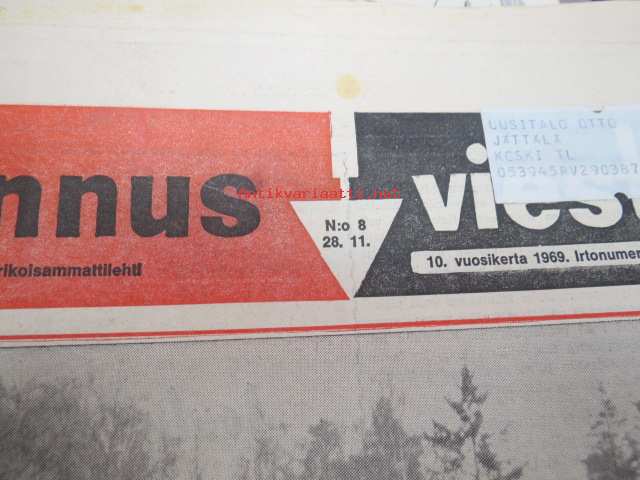 UUSITALO OTTO
JÄTTÄLÄ
KOSKI TL
053945RV290387
nnus
vies
antikvariaatti.net
N:o 8
28. 11.
rikoisammattilehti
10. vuosikerta 1969. Irtonumer